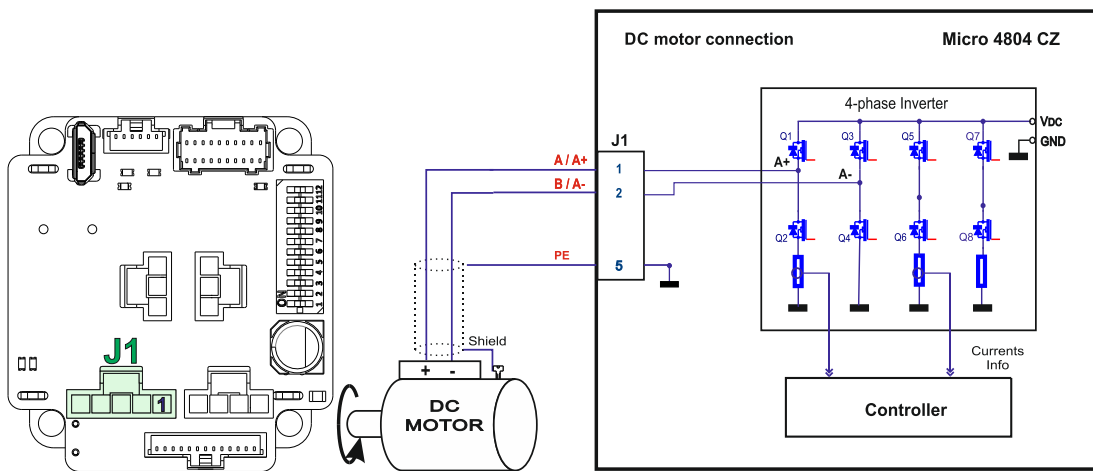 DC motor connection
Micro 4804 CZ
4-phase Inverter
VDC
GND
Q1
Q3
Q5
Q7
A+
A-
Q2
Q4
Q6
Q8
J1
1
2
5
A / A+
B / A-
PE
Shield
+ -
DC
MOTOR
Currents
Info
Controller
12
11
10
9
8
7
6
5
4
3
2
1
ON
J1
1